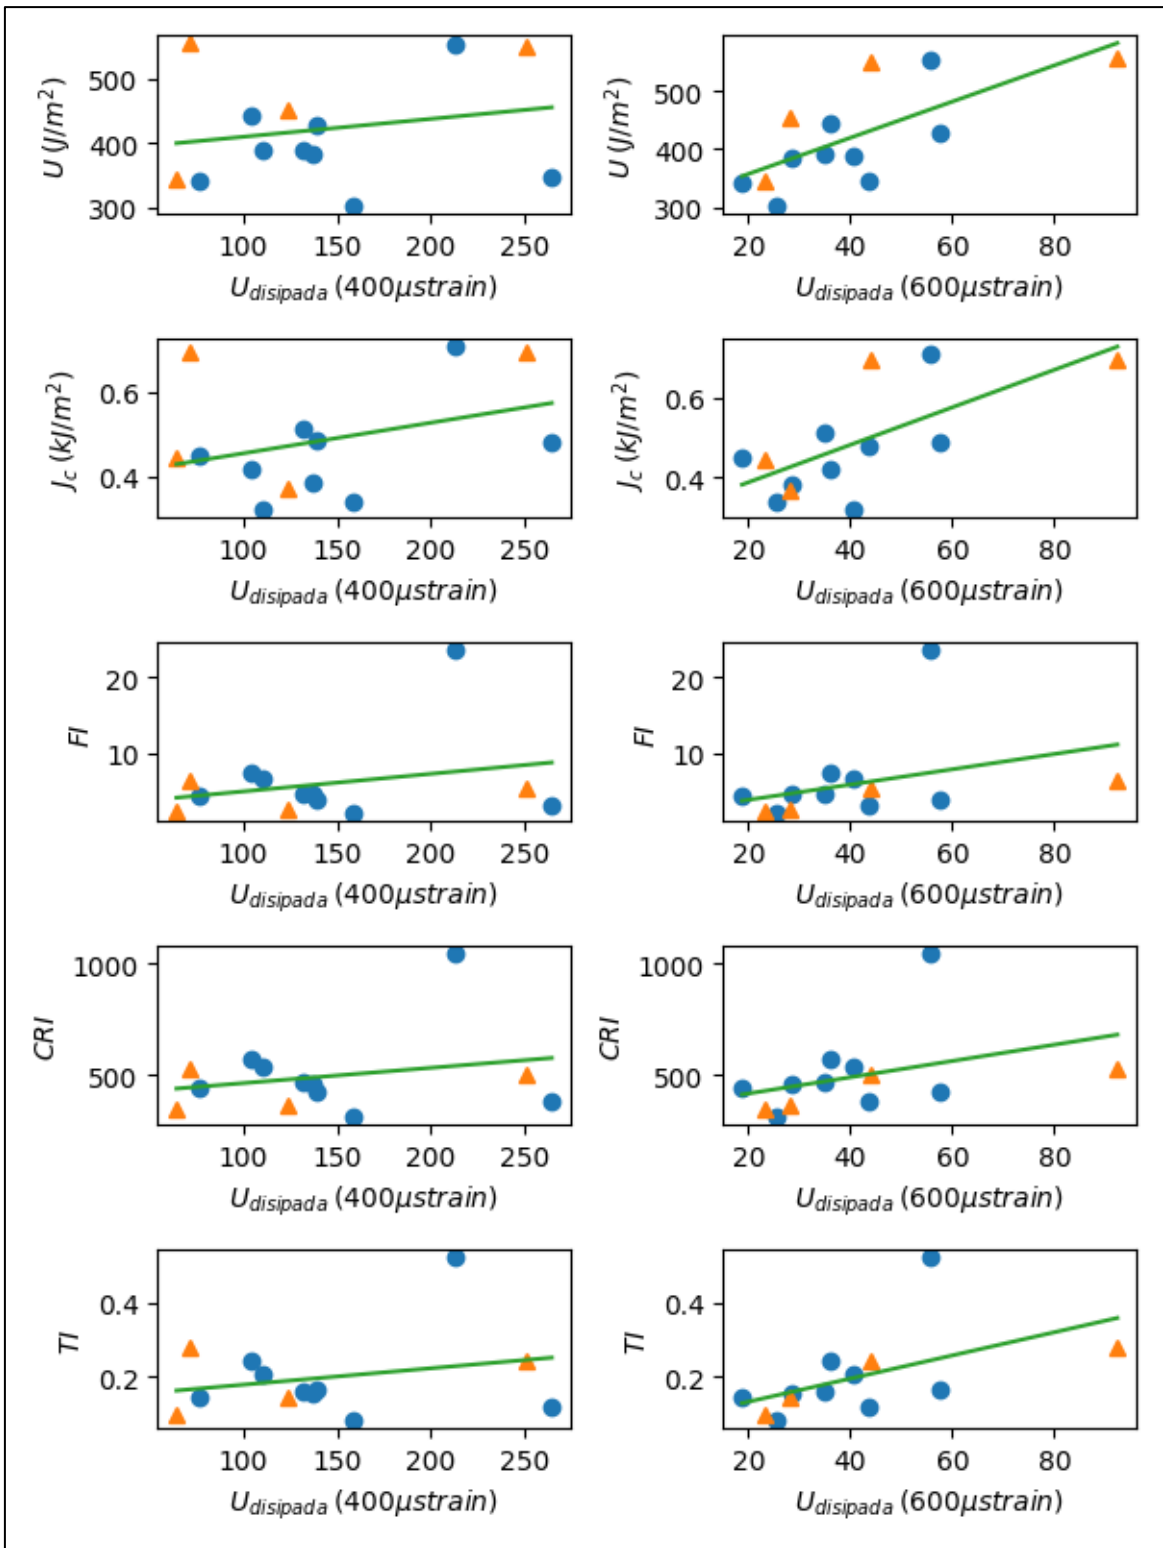 U (J/m²)
500
400
300
100 150 200 250
U_disipada (400μstrain)
U (J/m²)
500
400
300
20 40 60 80
U_disipada (600μstrain)
J_c (kJ/m²)
0.6
0.4
100 150 200 250
U_disipada (400μstrain)
J_c (kJ/m²)
0.6
0.4
20 40 60 80
U_disipada (600μstrain)
FI
20
10
100 150 200 250
U_disipada (400μstrain)
FI
20
10
20 40 60 80
U_disipada (600μstrain)
CRI
1000
500
100 150 200 250
U_disipada (400μstrain)
CRI
1000
500
20 40 60 80
U_disipada (600μstrain)
TI
0.4
0.2
100 150 200 250
U_disipada (400μstrain)
TI
0.4
0.2
20 40 60 80
U_disipada (600μstrain)